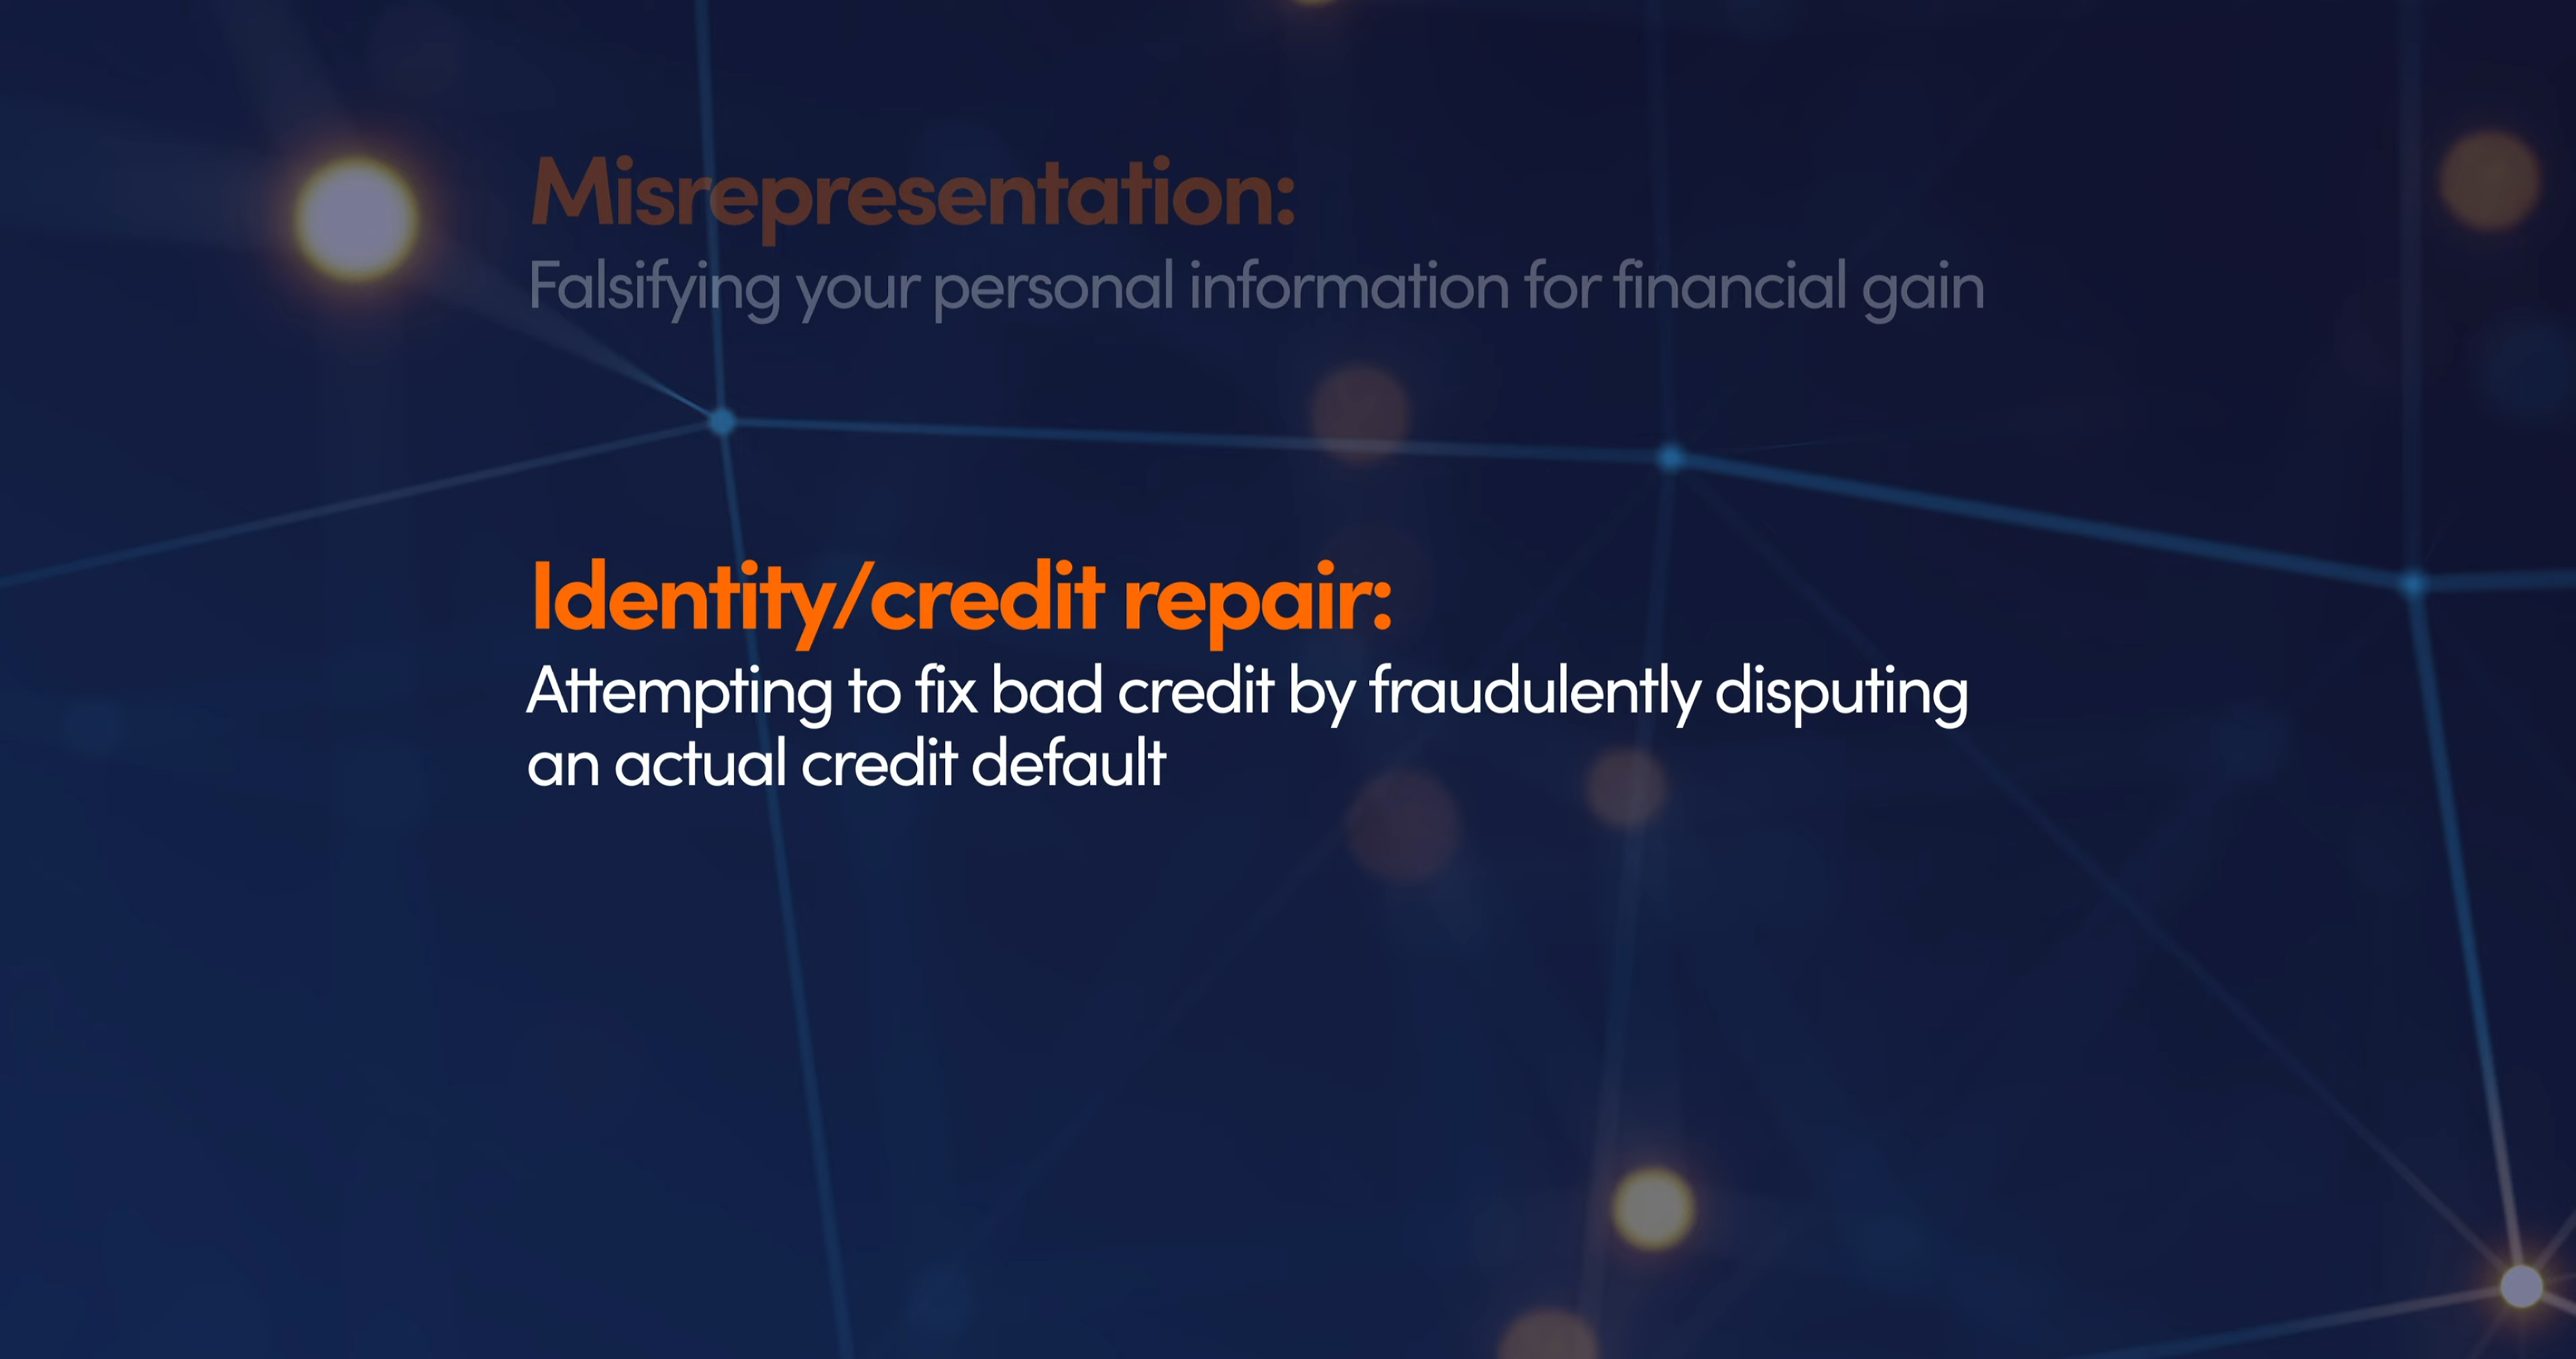 Misrepresentation:
Falsifying your personal information for financial gain
Identity/credit repair:
Attempting to fix bad credit by fraudulently disputing
an actual credit default